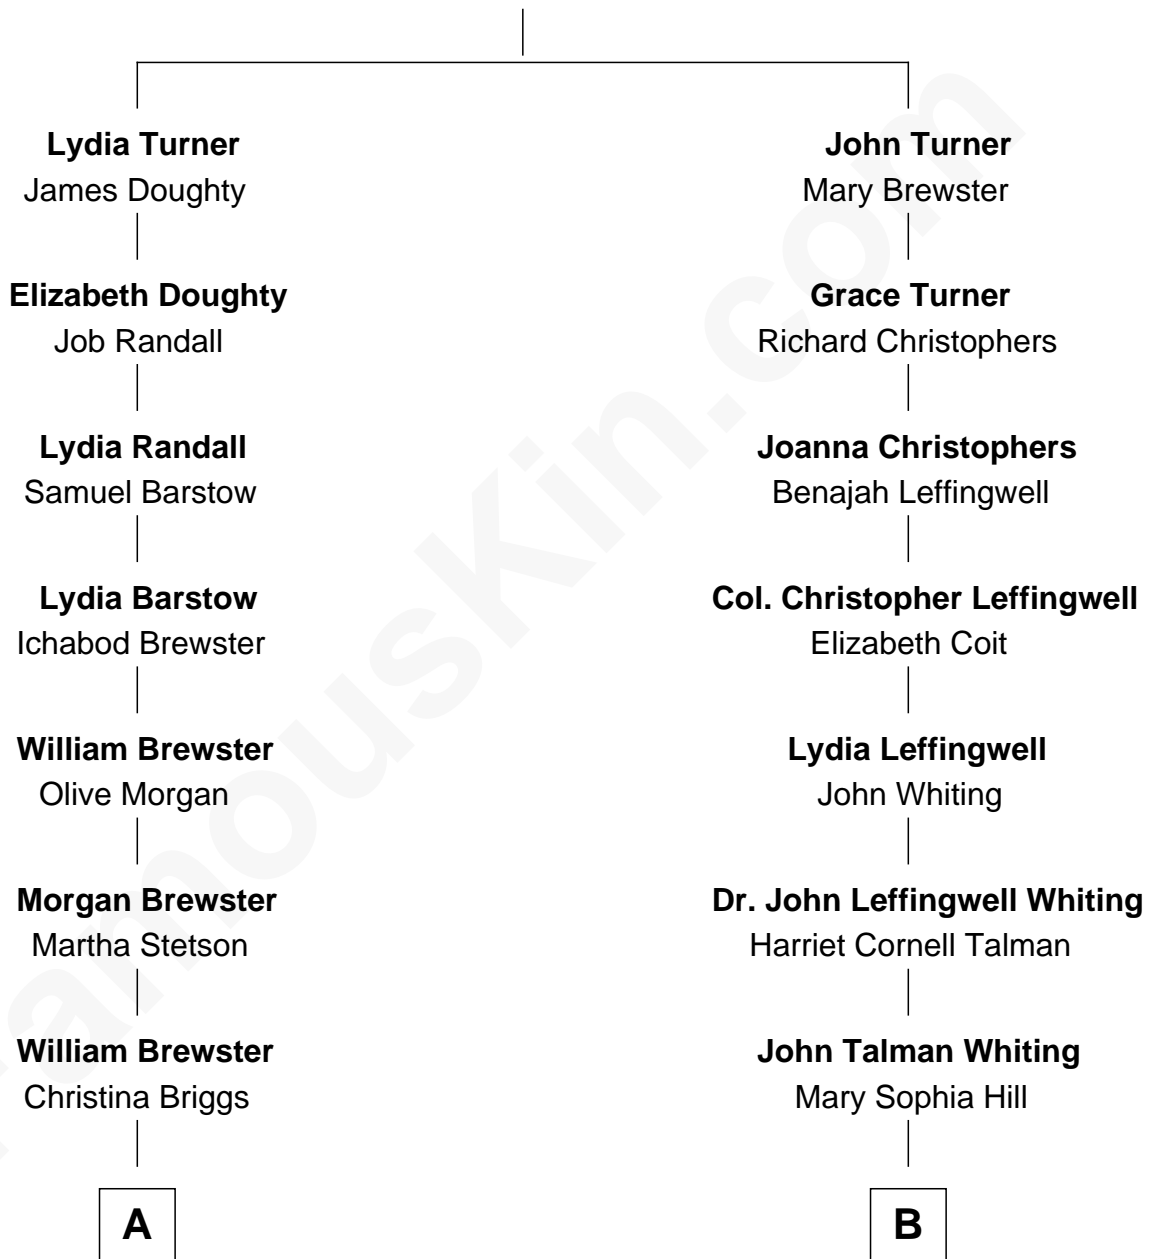 Lydia Turner
James Doughty
Elizabeth Doughty
Job Randall
Lydia Randall
Samuel Barstow
Lydia Barstow
Ichabod Brewster
William Brewster
Olive Morgan
Morgan Brewster
Martha Stetson
William Brewster
Christina Briggs
A
John Turner
Mary Brewster
Grace Turner
Richard Christophers
Joanna Christophers
Benajah Leffingwell
Col. Christopher Leffingwell
Elizabeth Coit
Lydia Leffingwell
John Whiting
Dr. John Leffingwell Whiting
Harriet Cornell Talman
John Talman Whiting
Mary Sophia Hill
B
FamousKin.com